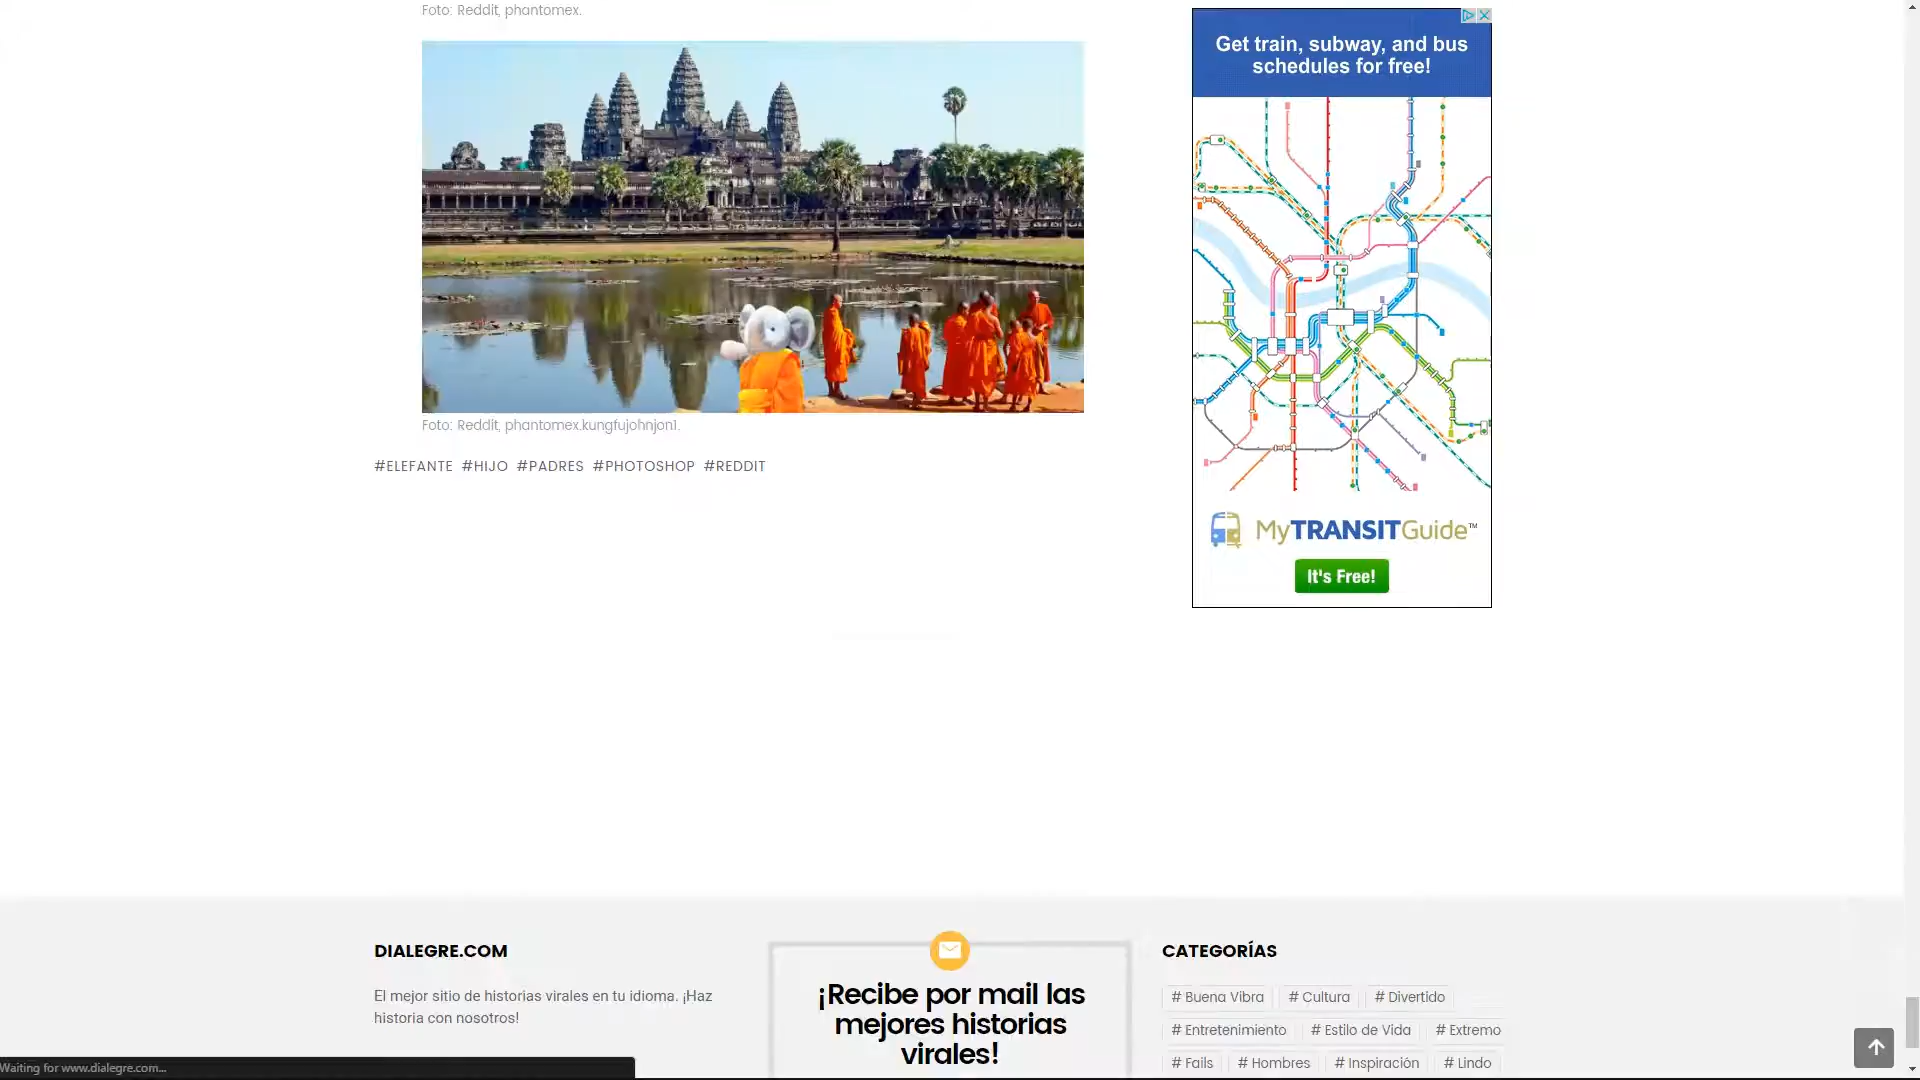 Foto: Reddit, phantomex.
Get train, subway, and bus
schedules for free!
MyTRANSITGuide™
It's Free!
Foto: Reddit, phantomex.kungfujohnjon1.
#ELEFANTE #HIJO #PADRES #PHOTOSHOP #REDDIT
DIALEGRE.COM
El mejor sitio de historias virales en tu idioma. ¡Haz
historia con nosotros!
¡Recibe por mail las
mejores historias
virales!
CATEGORÍAS
# Buena Vibra # Cultura # Divertido
# Entretenimiento # Estilo de Vida # Extremo
# Fails # Hombres # Inspiración # Lindo
Waiting for www.dialegre.com...